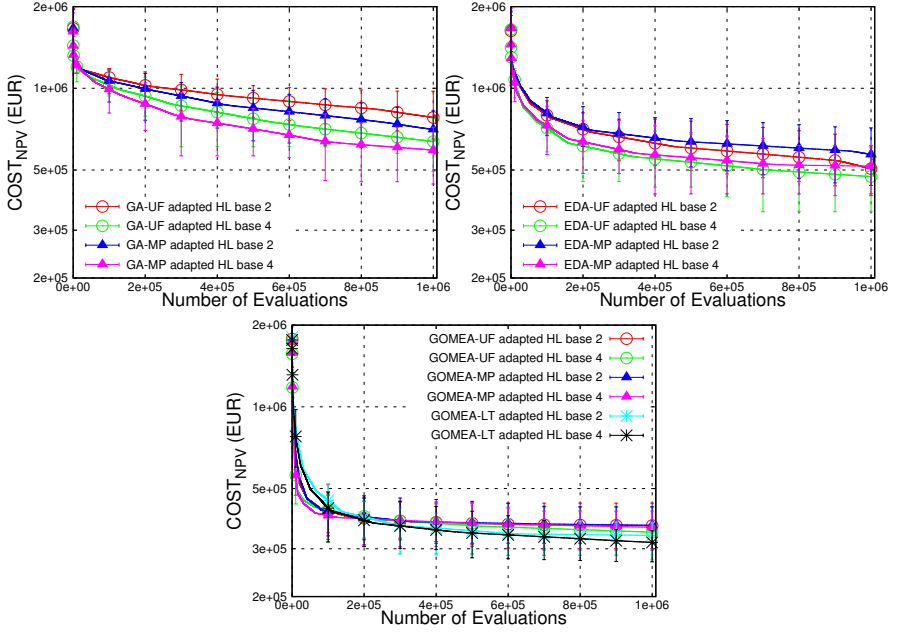 2e+06
1e+06
5e+05
3e+05
2e+05
COST_NPV (EUR)
GA-UF adapted HL base 2
GA-UF adapted HL base 4
GA-MP adapted HL base 2
GA-MP adapted HL base 4
0e+00 2e+05 4e+05 6e+05 8e+05 1e+06
Number of Evaluations
2e+06
1e+06
5e+05
3e+05
2e+05
COST_NPV (EUR)
EDA-UF adapted HL base 2
EDA-UF adapted HL base 4
EDA-MP adapted HL base 2
EDA-MP adapted HL base 4
0e+00 2e+05 4e+05 6e+05 8e+05 1e+06
Number of Evaluations
2e+06
1e+06
5e+05
3e+05
2e+05
COST_NPV (EUR)
GOMEA-UF adapted HL base 2
GOMEA-UF adapted HL base 4
GOMEA-MP adapted HL base 2
GOMEA-MP adapted HL base 4
GOMEA-LT adapted HL base 2
GOMEA-LT adapted HL base 4
0e+00 2e+05 4e+05 6e+05 8e+05 1e+06
Number of Evaluations